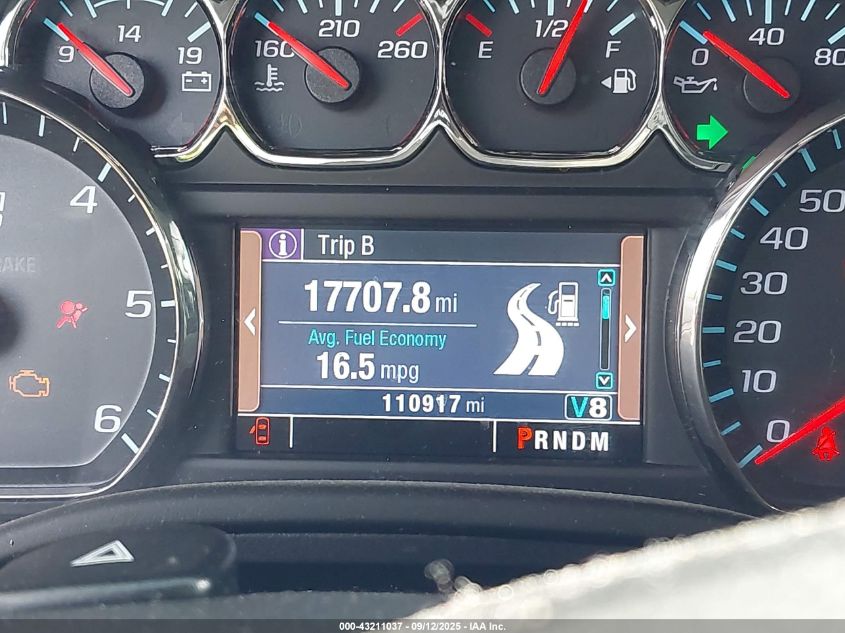 9 14 19
160 210 260
E 1/2 F
0 40 80
4
5
6
Trip B
17707.8 mi
Avg. Fuel Economy
16.5 mpg
110917 mi
V8
PRNDM
50
40
30
20
10
0
000-43211037 - 09/12/2025 - IAA Inc.